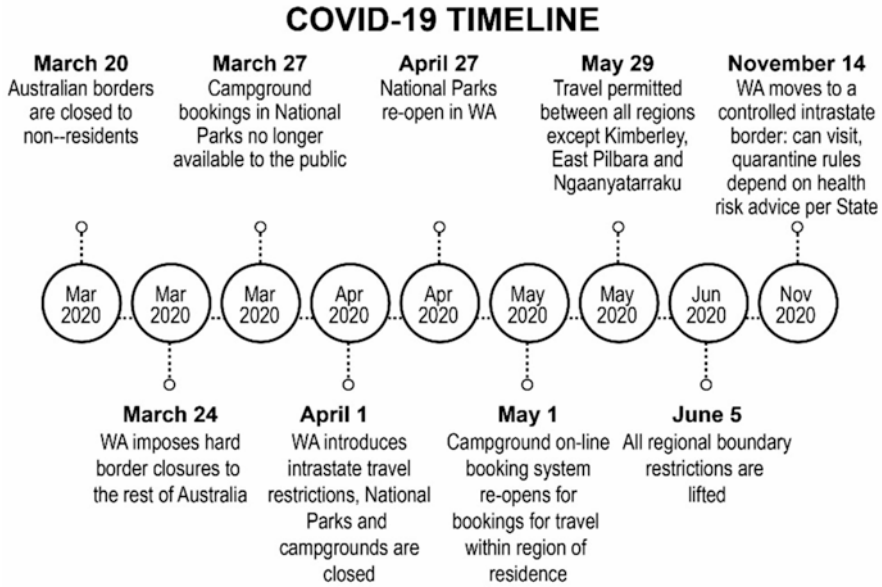 COVID-19 TIMELINE
March 20
Australian borders
are closed to
non--residents
March 27
Campground
bookings in National
Parks no longer
available to the public
April 27
National Parks
re-open in WA
May 29
Travel permitted
between all regions
except Kimberley,
East Pilbara and
Ngaanyatarraku
November 14
WA moves to a
controlled intrastate
border: can visit,
quarantine rules
depend on health
risk advice per State
Mar
2020
Mar
2020
Mar
2020
Apr
2020
Apr
2020
May
2020
May
2020
Jun
2020
Nov
2020
March 24
WA imposes hard
border closures to
the rest of Australia
April 1
WA introduces
intrastate travel
restrictions, National
Parks and
campgrounds are
closed
May 1
Campground on-line
booking system
re-opens for
bookings for travel
within region of
residence
June 5
All regional boundary
restrictions are
lifted